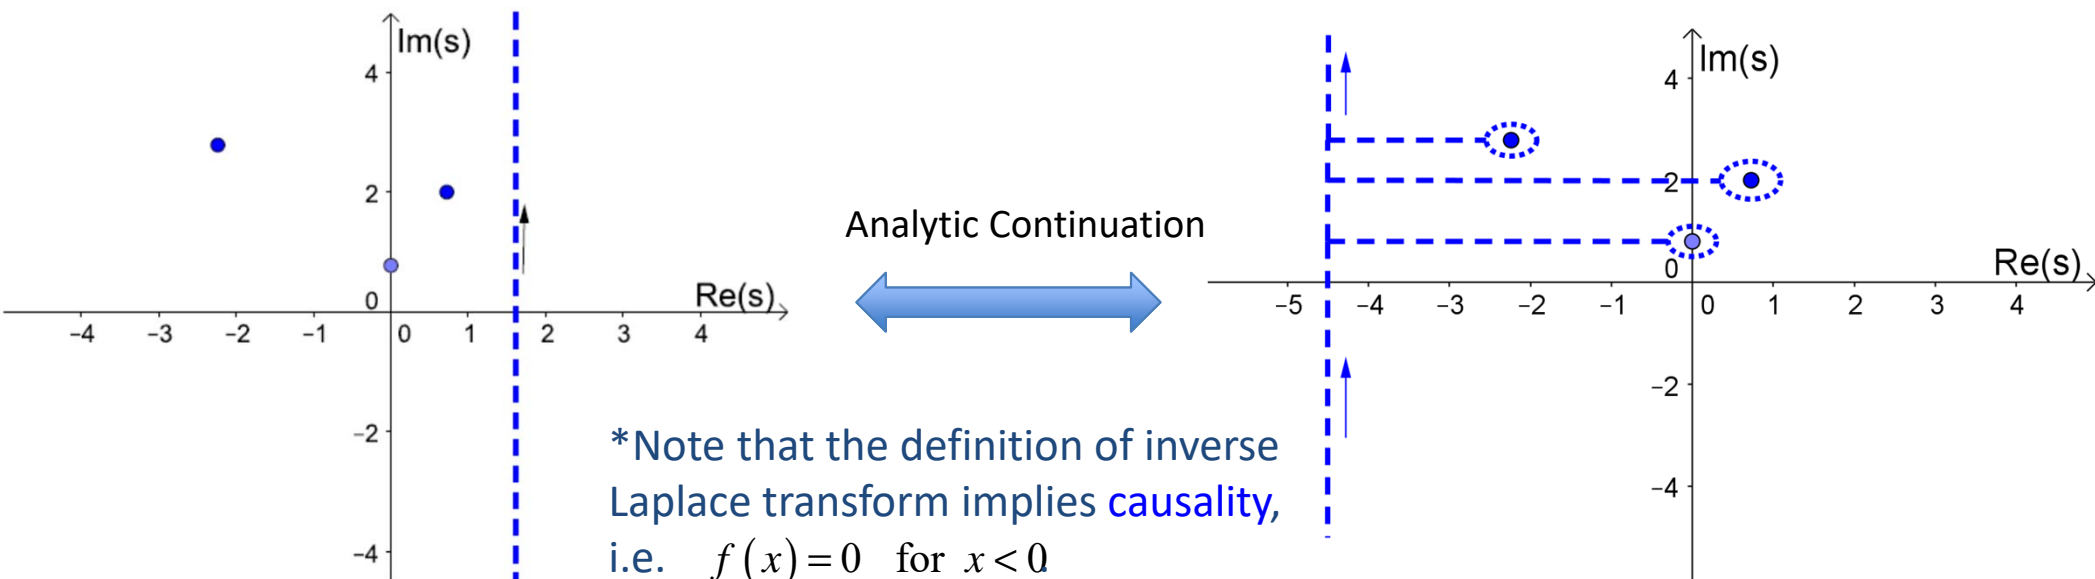 Im(s)
4
2
0
Re(s)
−4 −3 −2 −1 0 1 2 3 4
−2
−4
Analytic Continuation
*Note that the definition of inverse
Laplace transform implies causality,
i.e. f(x)=0 for x<0.
Im(s)
4
2
0
Re(s)
−5 −4 −3 −2 −1 0 1 2 3 4
−2
−4